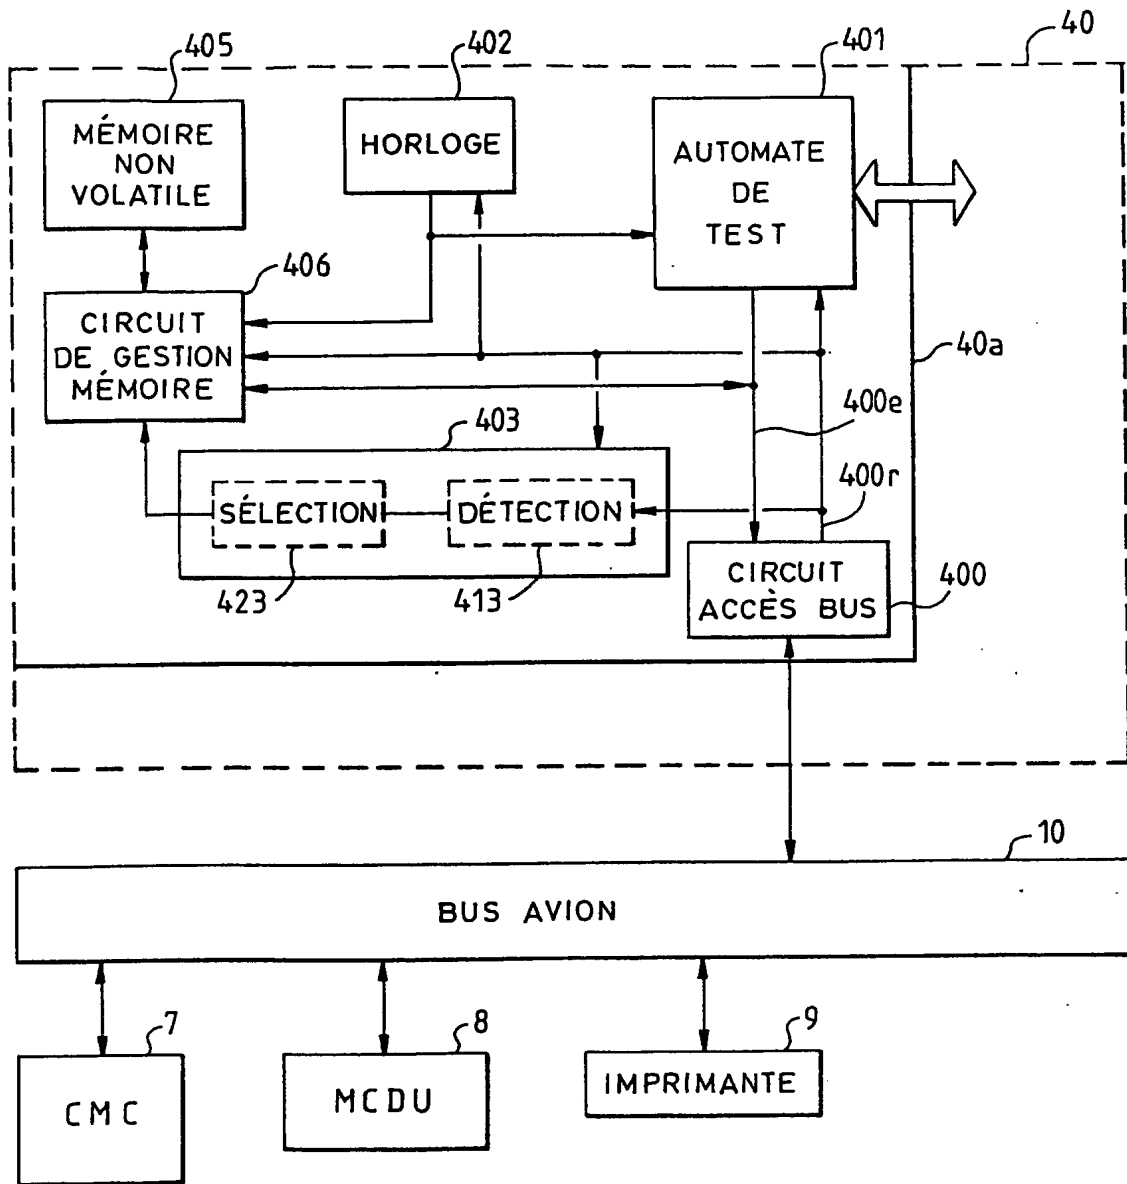 405
402
401
40
MÉMOIRE
NON
VOLATILE
HORLOGE
AUTOMATE
DE
TEST
406
CIRCUIT
DE GESTION
MÉMOIRE
40a
400e
403
400r
SÉLECTION
DÉTECTION
423
413
CIRCUIT
ACCÈS BUS
400
10
BUS AVION
7
8
9
CMC
MCDU
IMPRIMANTE